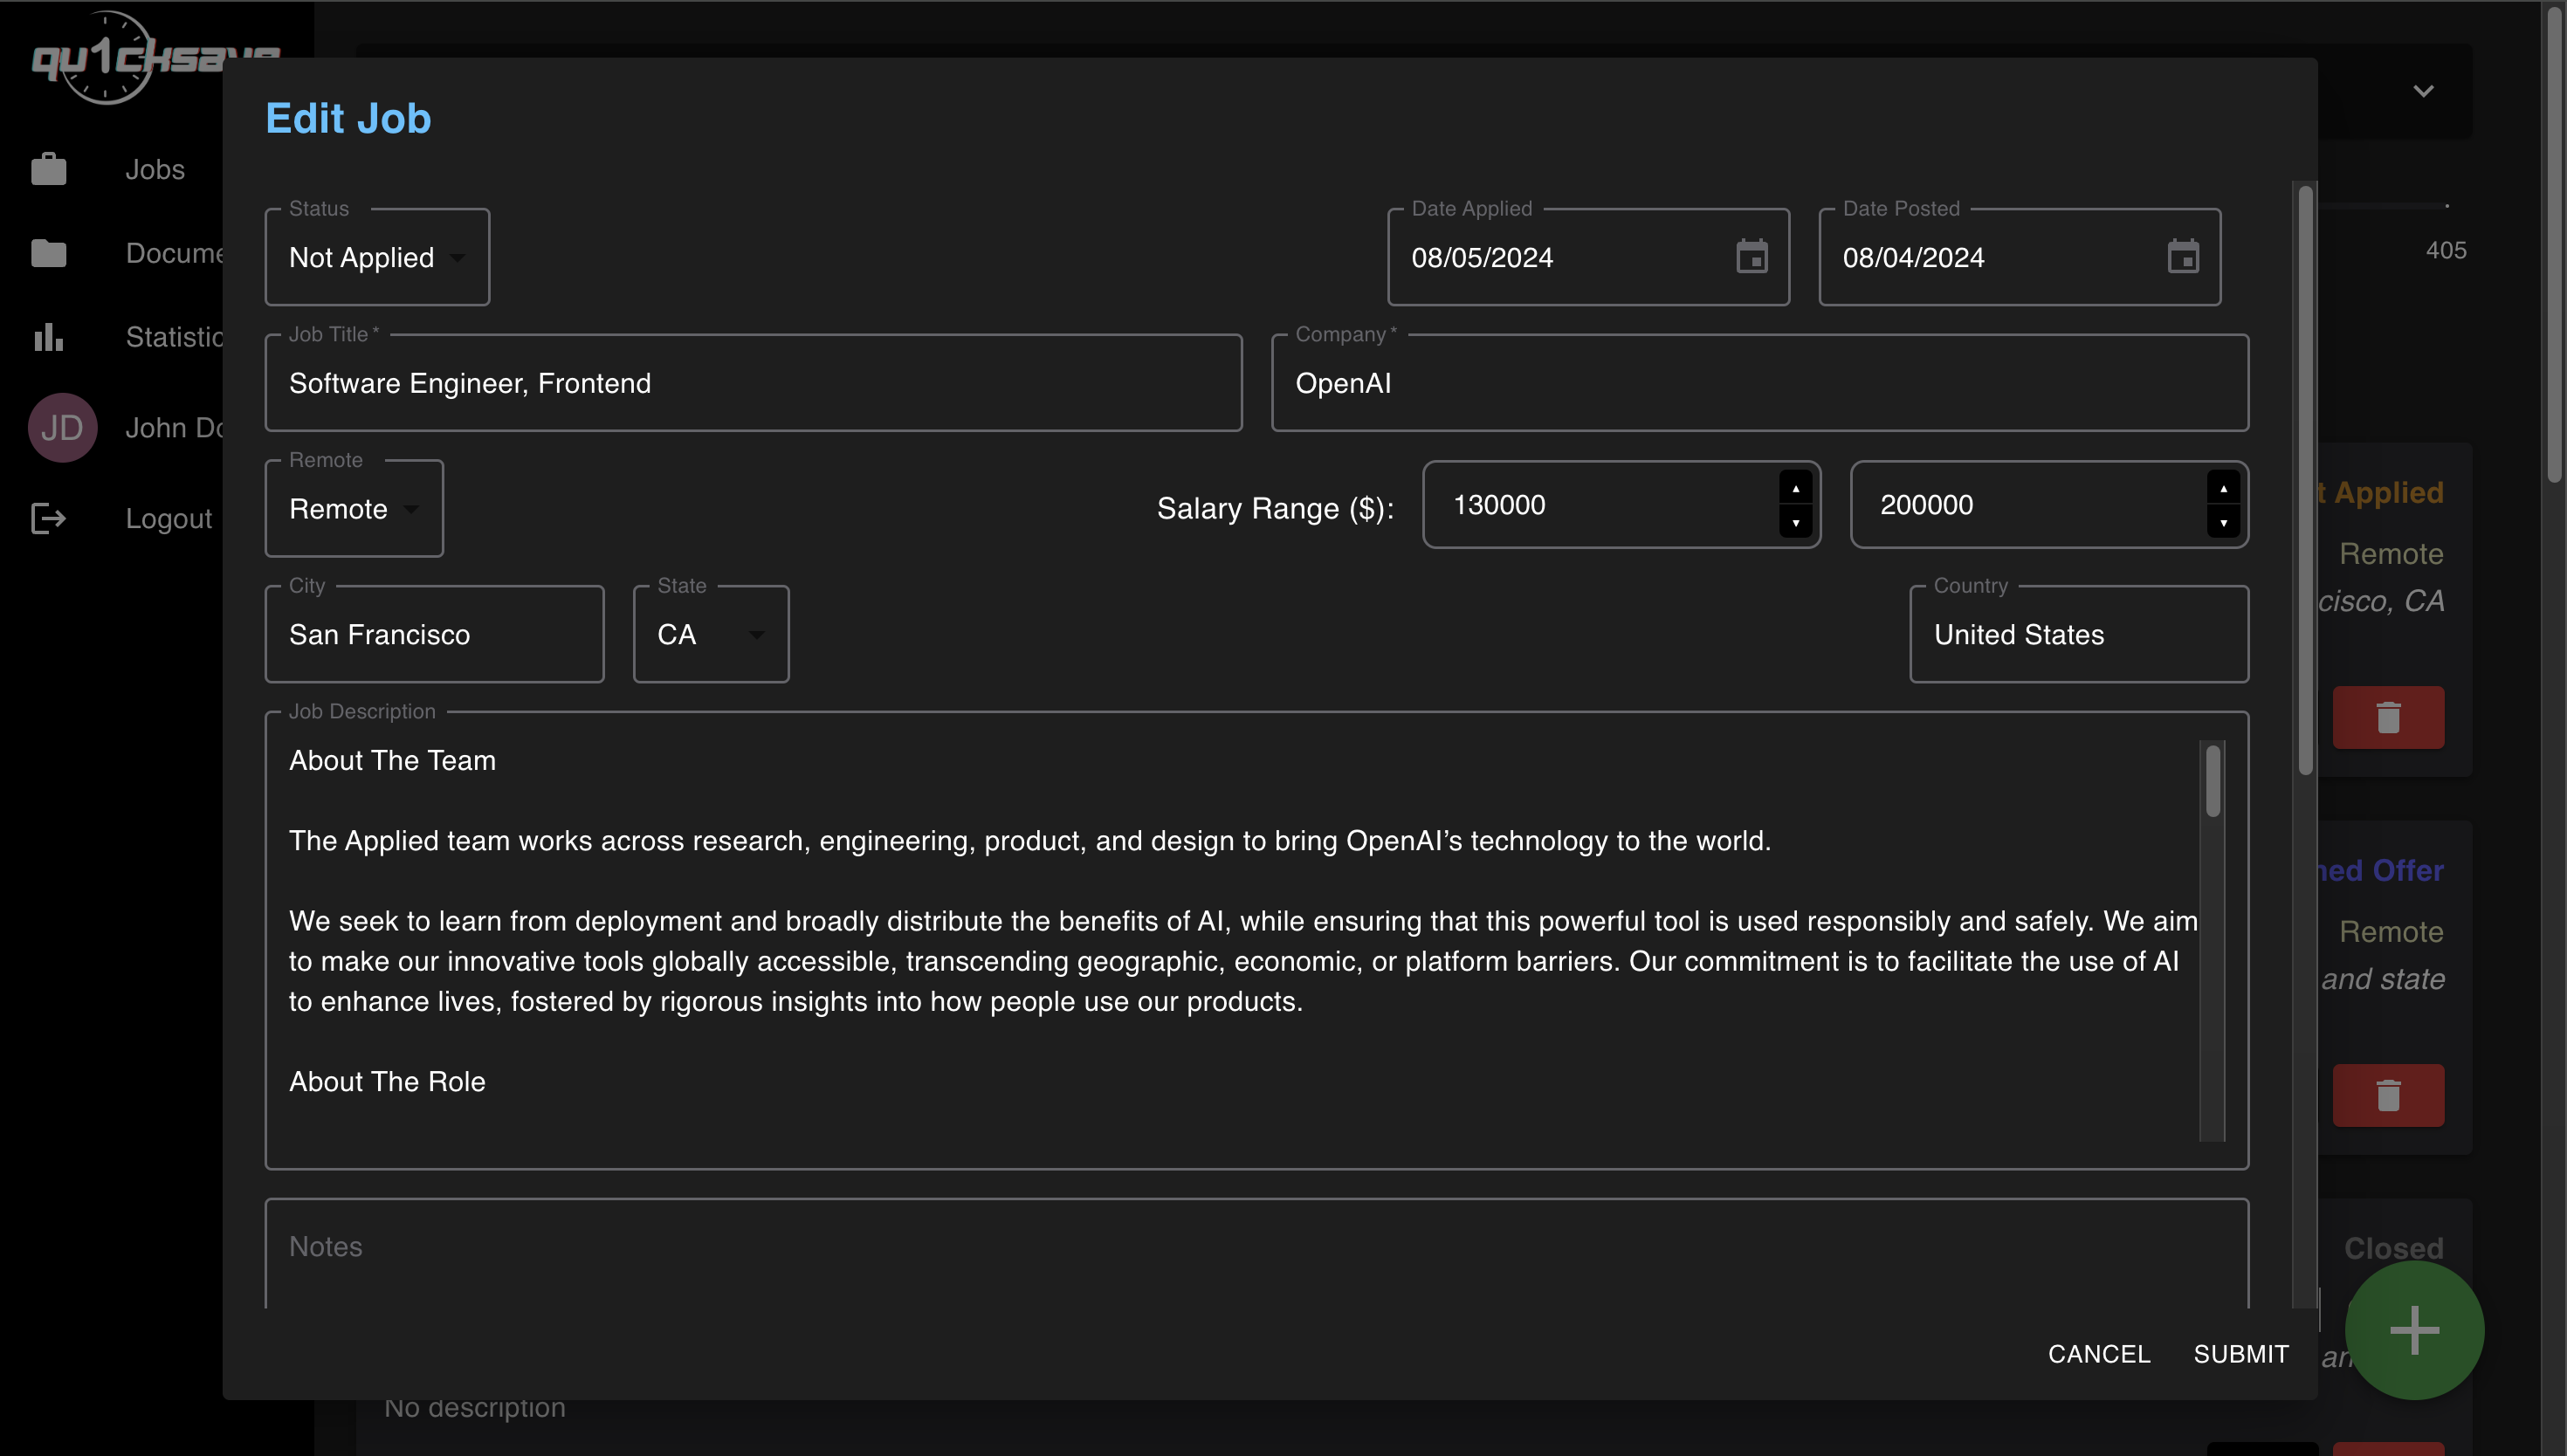 qu1cksave
Jobs
Docume
Statistic
JD
John Do
Logout
Edit Job
Status
Not Applied
Date Applied
08/05/2024
Date Posted
08/04/2024
Job Title *
Software Engineer, Frontend
Company *
OpenAI
Remote
Remote
Salary Range ($):
130000
200000
City
San Francisco
State
CA
Country
United States
Job Description
About The Team
The Applied team works across research, engineering, product, and design to bring OpenAI’s technology to the world.
We seek to learn from deployment and broadly distribute the benefits of AI, while ensuring that this powerful tool is used responsibly and safely. We aim
to make our innovative tools globally accessible, transcending geographic, economic, or platform barriers. Our commitment is to facilitate the use of AI
to enhance lives, fostered by rigorous insights into how people use our products.
About The Role
Notes
CANCEL
SUBMIT
405
t Applied
Remote
cisco, CA
ned Offer
Remote
and state
Closed
an
No description